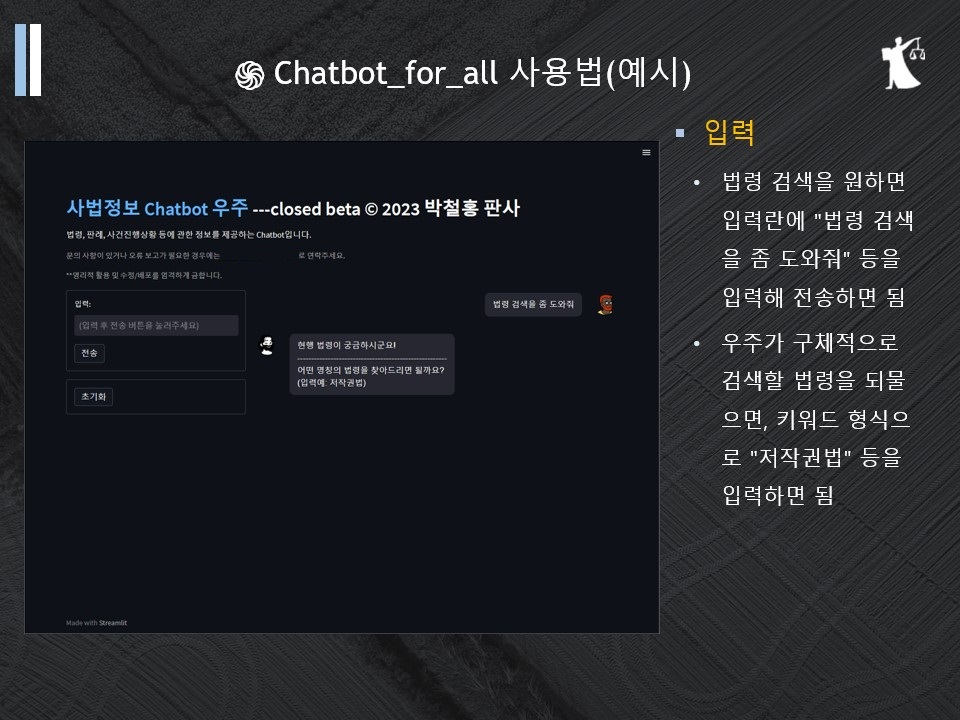 Chatbot_for_all 사용법(예시)
사법정보 Chatbot 우주 ---closed beta © 2023 박철홍 판사
법령, 판례, 사건진행상황 등에 관한 정보를 제공하는 Chatbot입니다.
문의 사항이 있거나 오류 보고가 필요한 경우에는 로 연락주세요.
**영리적 활용 및 수정/배포를 엄격하게 금합니다.
입력:
(입력 후 전송 버튼을 눌러주세요)
전송
초기화
법령 검색을 좀 도와줘
현행 법령이 궁금하시군요!
어떤 명칭의 법령을 찾아드리면 될까요?
(입력예: 저작권법)
Made with Streamlit
입력
법령 검색을 원하면
입력란에 "법령 검색
을 좀 도와줘" 등을
입력해 전송하면 됨
우주가 구체적으로
검색할 법령을 되물
으면, 키워드 형식으
로 "저작권법" 등을
입력하면 됨